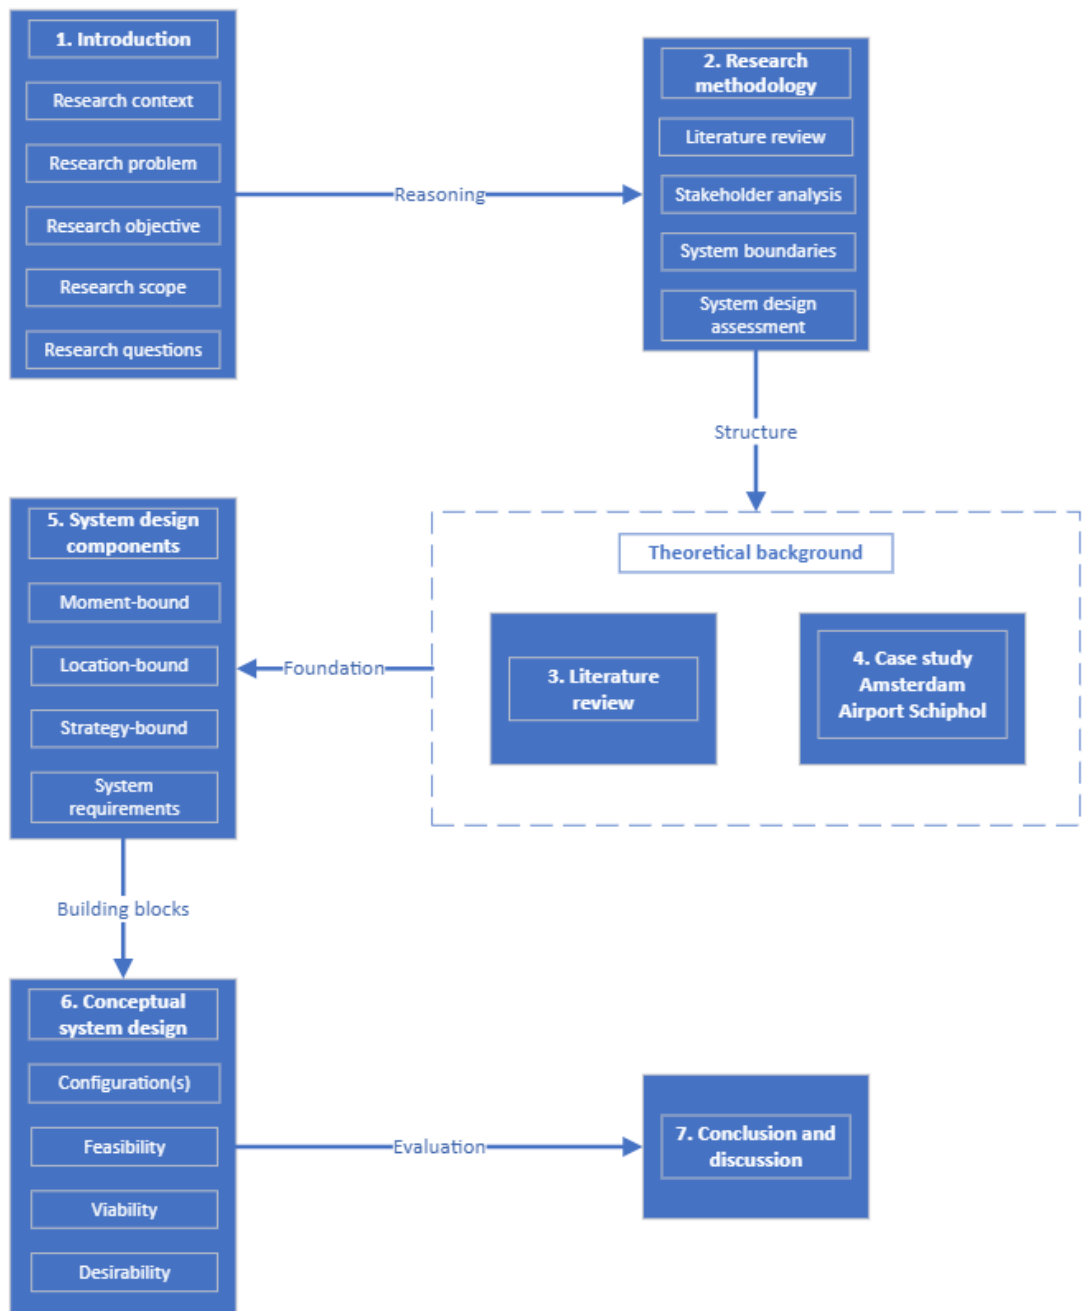 1. Introduction
Research context
Research problem
Research objective
Research scope
Research questions
Reasoning
2. Research
methodology
Literature review
Stakeholder analysis
System boundaries
System design
assessment
Structure
Theoretical background
3. Literature
review
4. Case study
Amsterdam
Airport Schiphol
Foundation
5. System design
components
Moment-bound
Location-bound
Strategy-bound
System
requirements
Building blocks
6. Conceptual
system design
Configuration(s)
Feasibility
Viability
Desirability
Evaluation
7. Conclusion and
discussion